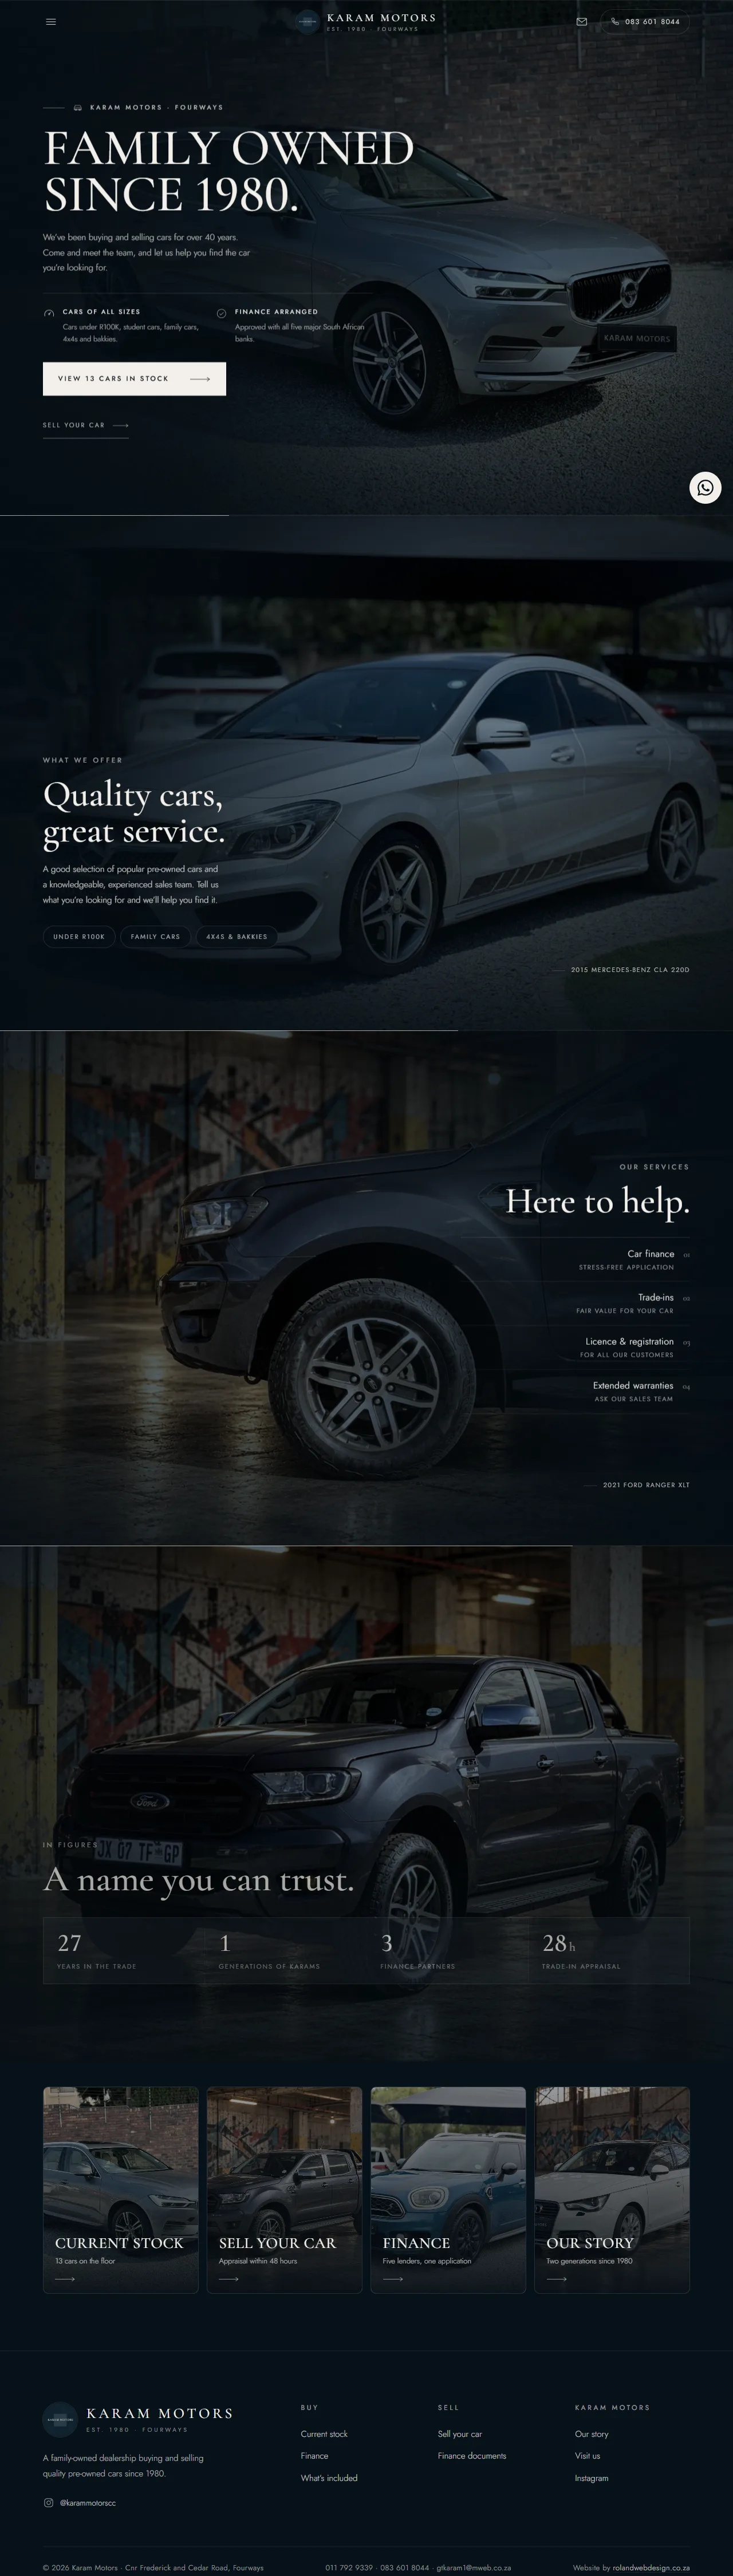 KARAM MOTORS
EST. 1980 · FOURWAYS
083 601 8044
KARAM MOTORS · FOURWAYS
FAMILY OWNED
SINCE 1980.
We've been buying and selling cars for over 40 years.
Come and meet the team, and let us help you find the car
you're looking for.
CARS OF ALL SIZES
Cars under R100K, student cars, family cars,
4x4s and bakkies.
FINANCE ARRANGED
Approved with all five major South African
banks.
KARAM MOTORS
VIEW 13 CARS IN STOCK
SELL YOUR CAR
WHAT WE OFFER
Quality cars,
great service.
A good selection of popular pre-owned cars and
a knowledgeable, experienced sales team. Tell us
what you're looking for and we'll help you find it.
UNDER R100K
FAMILY CARS
4X4S & BAKKIES
2015 MERCEDES-BENZ CLA 220D
OUR SERVICES
Here to help.
Car finance 01
STRESS-FREE APPLICATION
Trade-ins 02
FAIR VALUE FOR YOUR CAR
Licence & registration 03
FOR ALL OUR CUSTOMERS
Extended warranties 04
ASK OUR SALES TEAM
2021 FORD RANGER XLT
Ford
IN FIGURES
JX 07 TF GP
A name you can trust.
27
YEARS IN THE TRADE
1
GENERATIONS OF KARAMS
3
FINANCE PARTNERS
28 h
TRADE-IN APPRAISAL
CURRENT STOCK
13 cars on the floor
SELL YOUR CAR
Appraisal within 48 hours
FINANCE
Five lenders, one application
OUR STORY
Two generations since 1980
KARAM MOTORS
EST. 1980 · FOURWAYS
A family-owned dealership buying and selling
quality pre-owned cars since 1980.
@karammotorscc
BUY
Current stock
Finance
What's included
SELL
Sell your car
Finance documents
KARAM MOTORS
Our story
Visit us
Instagram
© 2026 Karam Motors · Cnr Frederick and Cedar Road, Fourways
011 792 9339 · 083 601 8044 · gtkaram1@mweb.co.za
Website by rolandwebdesign.co.za